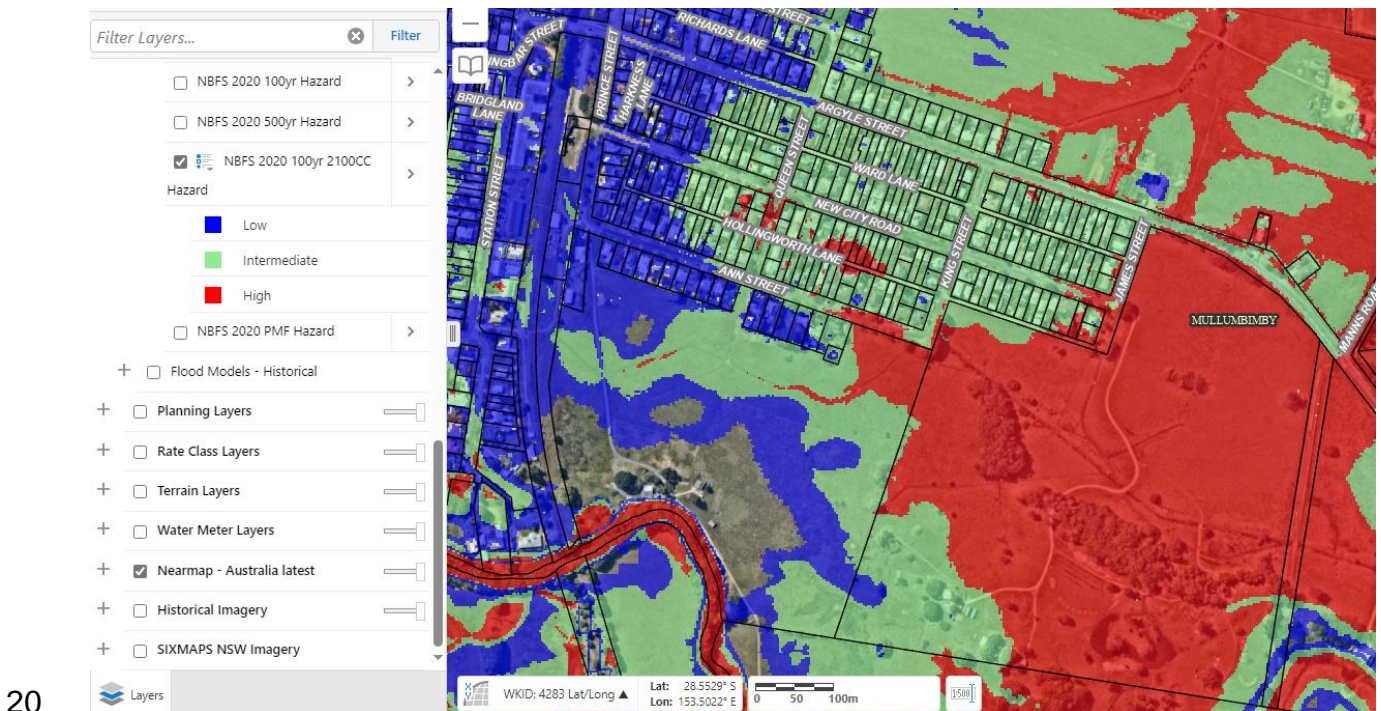 Filter Layers...
Filter
NBFS 2020 100yr Hazard
NBFS 2020 500yr Hazard
NBFS 2020 100yr 2100CC
Hazard
Low
Intermediate
High
NBFS 2020 PMF Hazard
Flood Models - Historical
Planning Layers
Rate Class Layers
Terrain Layers
Water Meter Layers
Nearmap - Australia latest
Historical Imagery
SIXMAPS NSW Imagery
Layers
20
STREET
RICHARDS LANE
PRINCE STREET
HARKNESS
LANE
BRIDGLAND
LANE
STATION STREET
ARGYLE STREET
QUEEN STREET
WARD LANE
NEW CITY ROAD
HOLLINGWORTH LANE
ANN STREET
KING STREET
JAMES STREET
MULLUMBIMBY
MANNS ROAD
WKID: 4283 Lat/Long ▲
Lat: 28.5529° S
Lon: 153.5022° E
0 50 100m